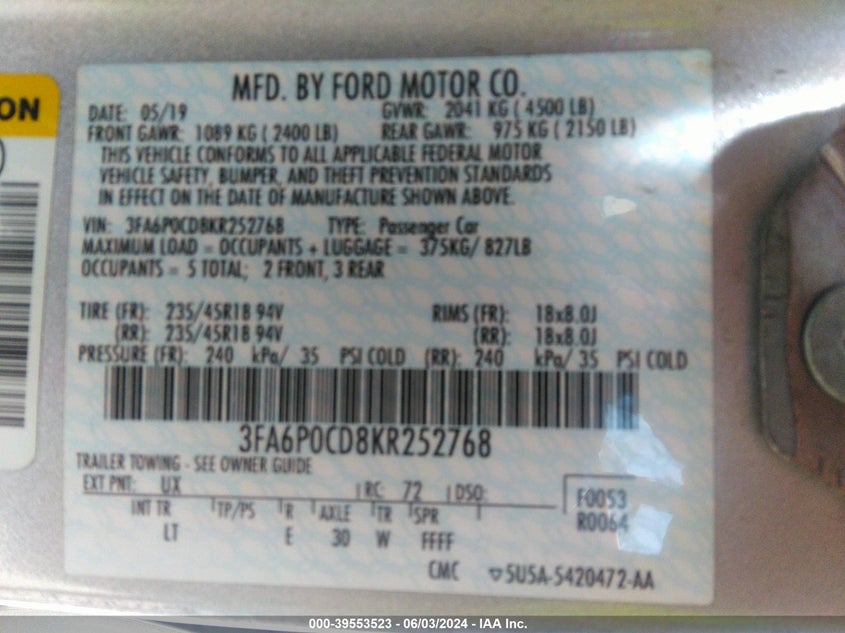 ON
MFD. BY FORD MOTOR CO.
DATE: 05/19 GVWR: 2041 KG ( 4500 LB)
FRONT GAWR: 1089 KG ( 2400 LB) REAR GAWR: 975 KG ( 2150 LB)
THIS VEHICLE CONFORMS TO ALL APPLICABLE FEDERAL MOTOR
VEHICLE SAFETY, BUMPER, AND THEFT PREVENTION STANDARDS
IN EFFECT ON THE DATE OF MANUFACTURE SHOWN ABOVE.
VIN: 3FA6P0CD8KR252768 TYPE: Passenger Car
MAXIMUM LOAD = OCCUPANTS + LUGGAGE = 375KG/ 827LB
OCCUPANTS = 5 TOTAL; 2 FRONT, 3 REAR
TIRE (FR): 235/45R18 94V RIMS (FR): 18x8.0J
(RR): 235/45R18 94V (RR): 18x8.0J
PRESSURE (FR): 240 kPa/ 35 PSI COLD (RR): 240 kPa/ 35 PSI COLD
3FA6P0CD8KR252768
TRAILER TOWING - SEE OWNER GUIDE
EXT PNT: UX RC: 72 DSO:
INT TR TP/PS R AXLE TR SPR
LT E 30 W FFFF
F0053
R0064
CMC ▽5U5A-5420472-AA
000-39553523 - 06/03/2024 - IAA Inc.